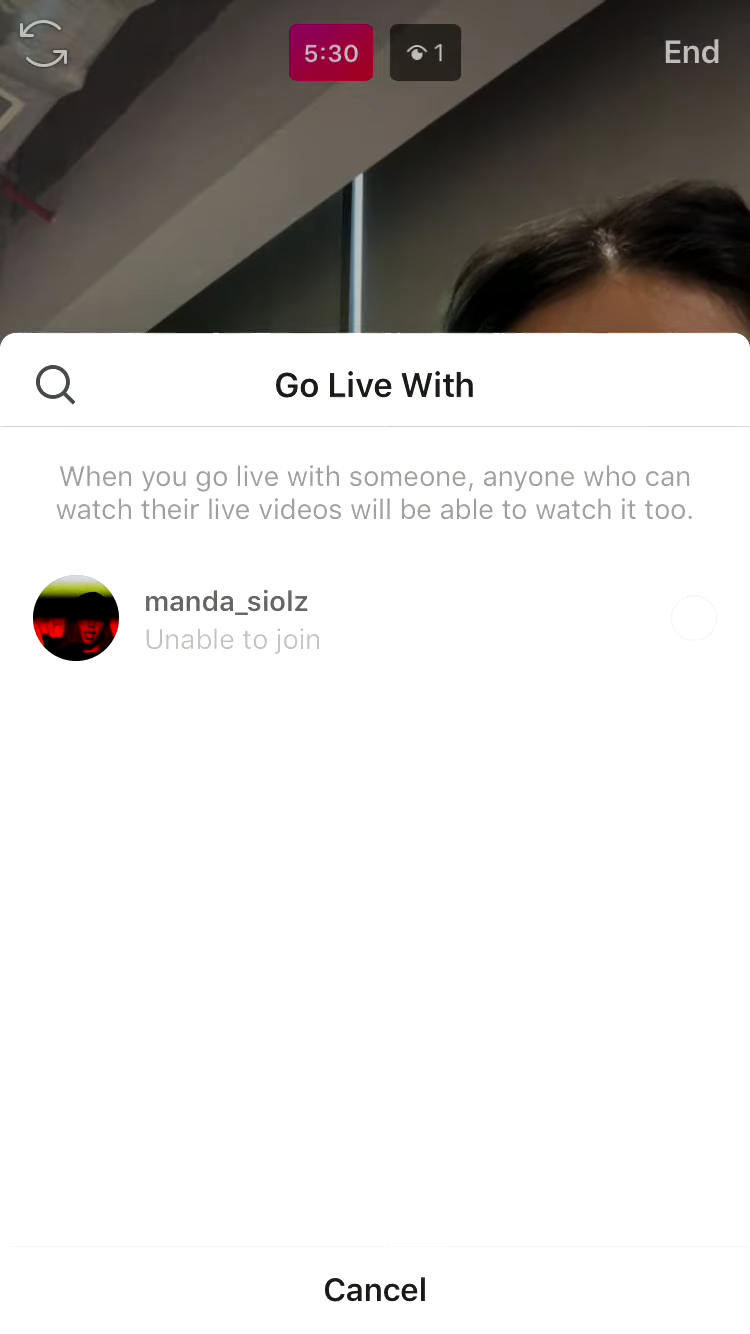 5:30
1
End
Go Live With
When you go live with someone, anyone who can
watch their live videos will be able to watch it too.
manda_siolz
Unable to join
Cancel